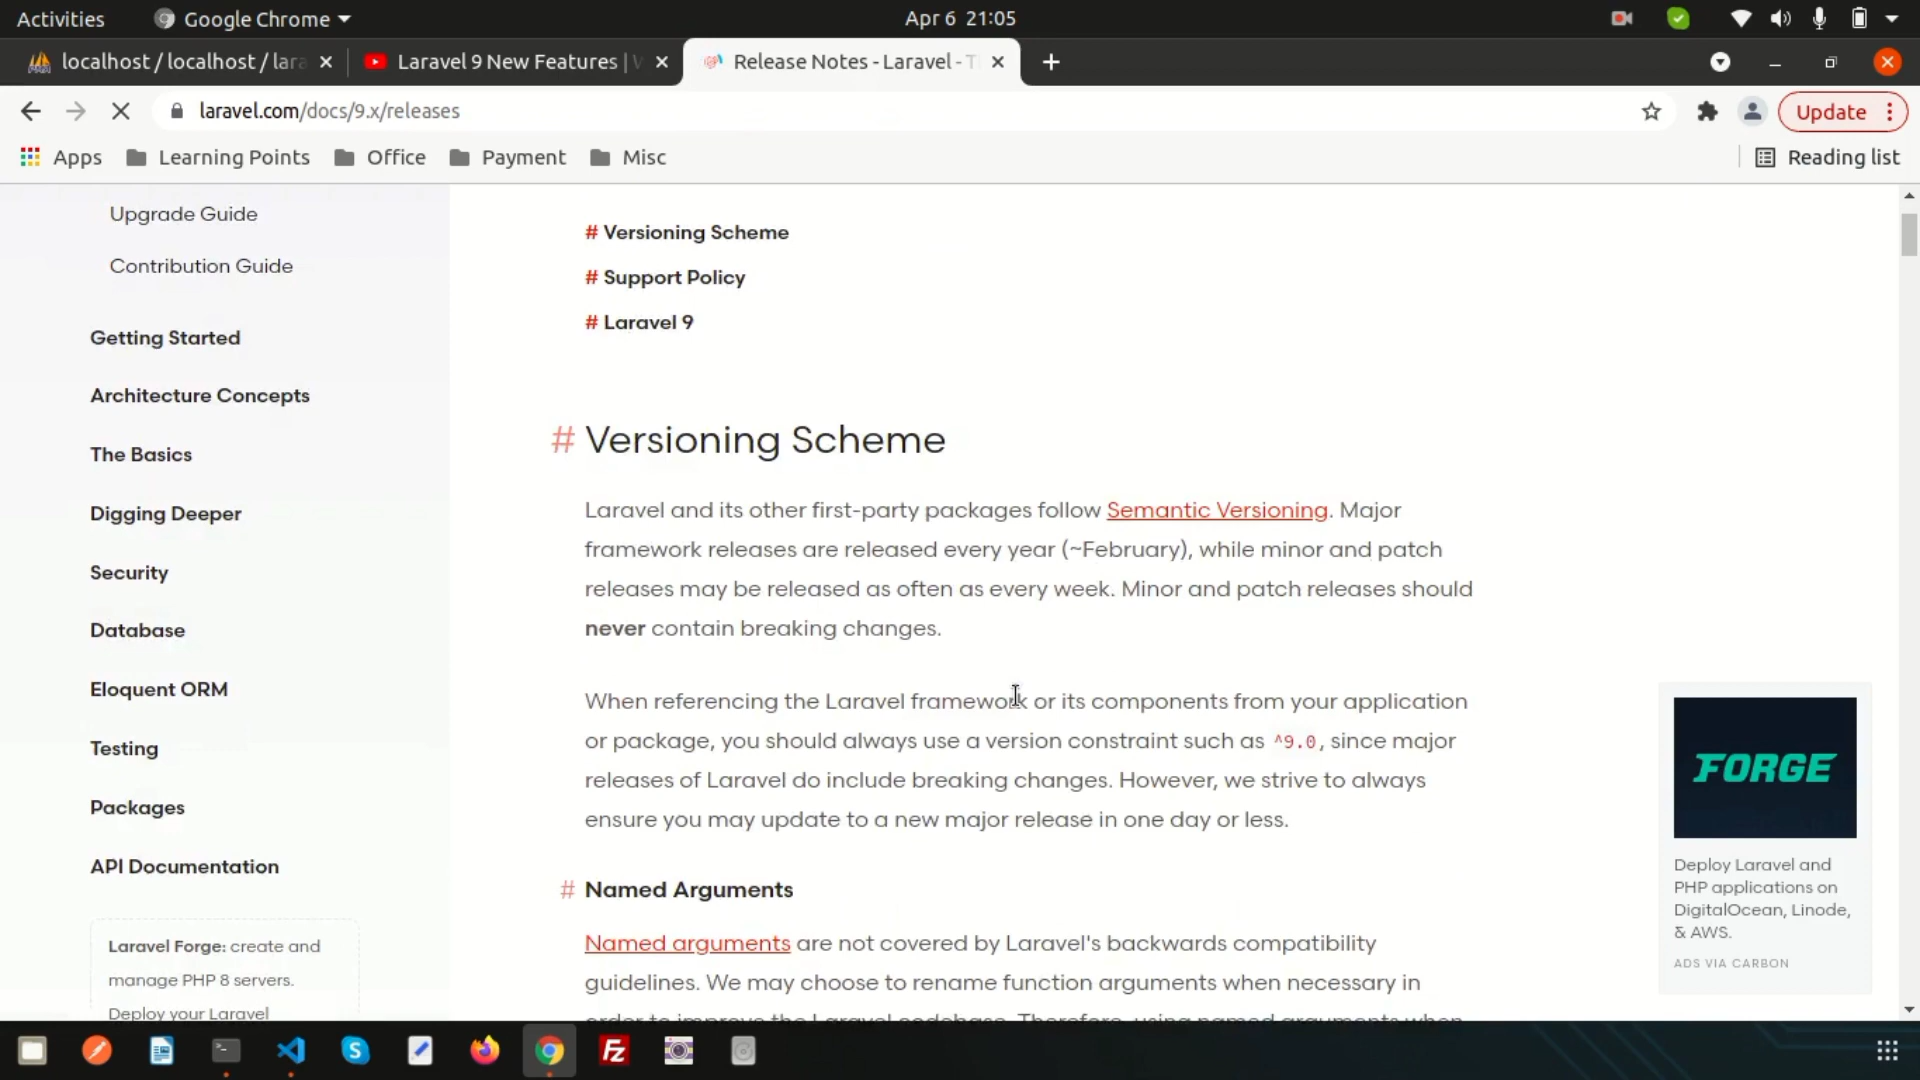 Activities
Google Chrome
Apr 6 21:05
localhost / localhost / lara
Laravel 9 New Features |
Release Notes - Laravel - T
laravel.com/docs/9.x/releases
Update
Apps
Learning Points
Office
Payment
Misc
Reading list
Upgrade Guide
Contribution Guide
Getting Started
Architecture Concepts
The Basics
Digging Deeper
Security
Database
Eloquent ORM
Testing
Packages
API Documentation
Laravel Forge: create and
manage PHP 8 servers.
Deploy your Laravel
# Versioning Scheme
# Support Policy
# Laravel 9
# Versioning Scheme
Laravel and its other first-party packages follow Semantic Versioning. Major
framework releases are released every year (~February), while minor and patch
releases may be released as often as every week. Minor and patch releases should
never contain breaking changes.
When referencing the Laravel framework or its components from your application
or package, you should always use a version constraint such as ^9.0, since major
releases of Laravel do include breaking changes. However, we strive to always
ensure you may update to a new major release in one day or less.
# Named Arguments
Named arguments are not covered by Laravel's backwards compatibility
guidelines. We may choose to rename function arguments when necessary in
order to improve the Laravel codebase. Therefore, using named arguments when
FORGE
Deploy Laravel and
PHP applications on
DigitalOcean, Linode,
& AWS.
ADS VIA CARBON